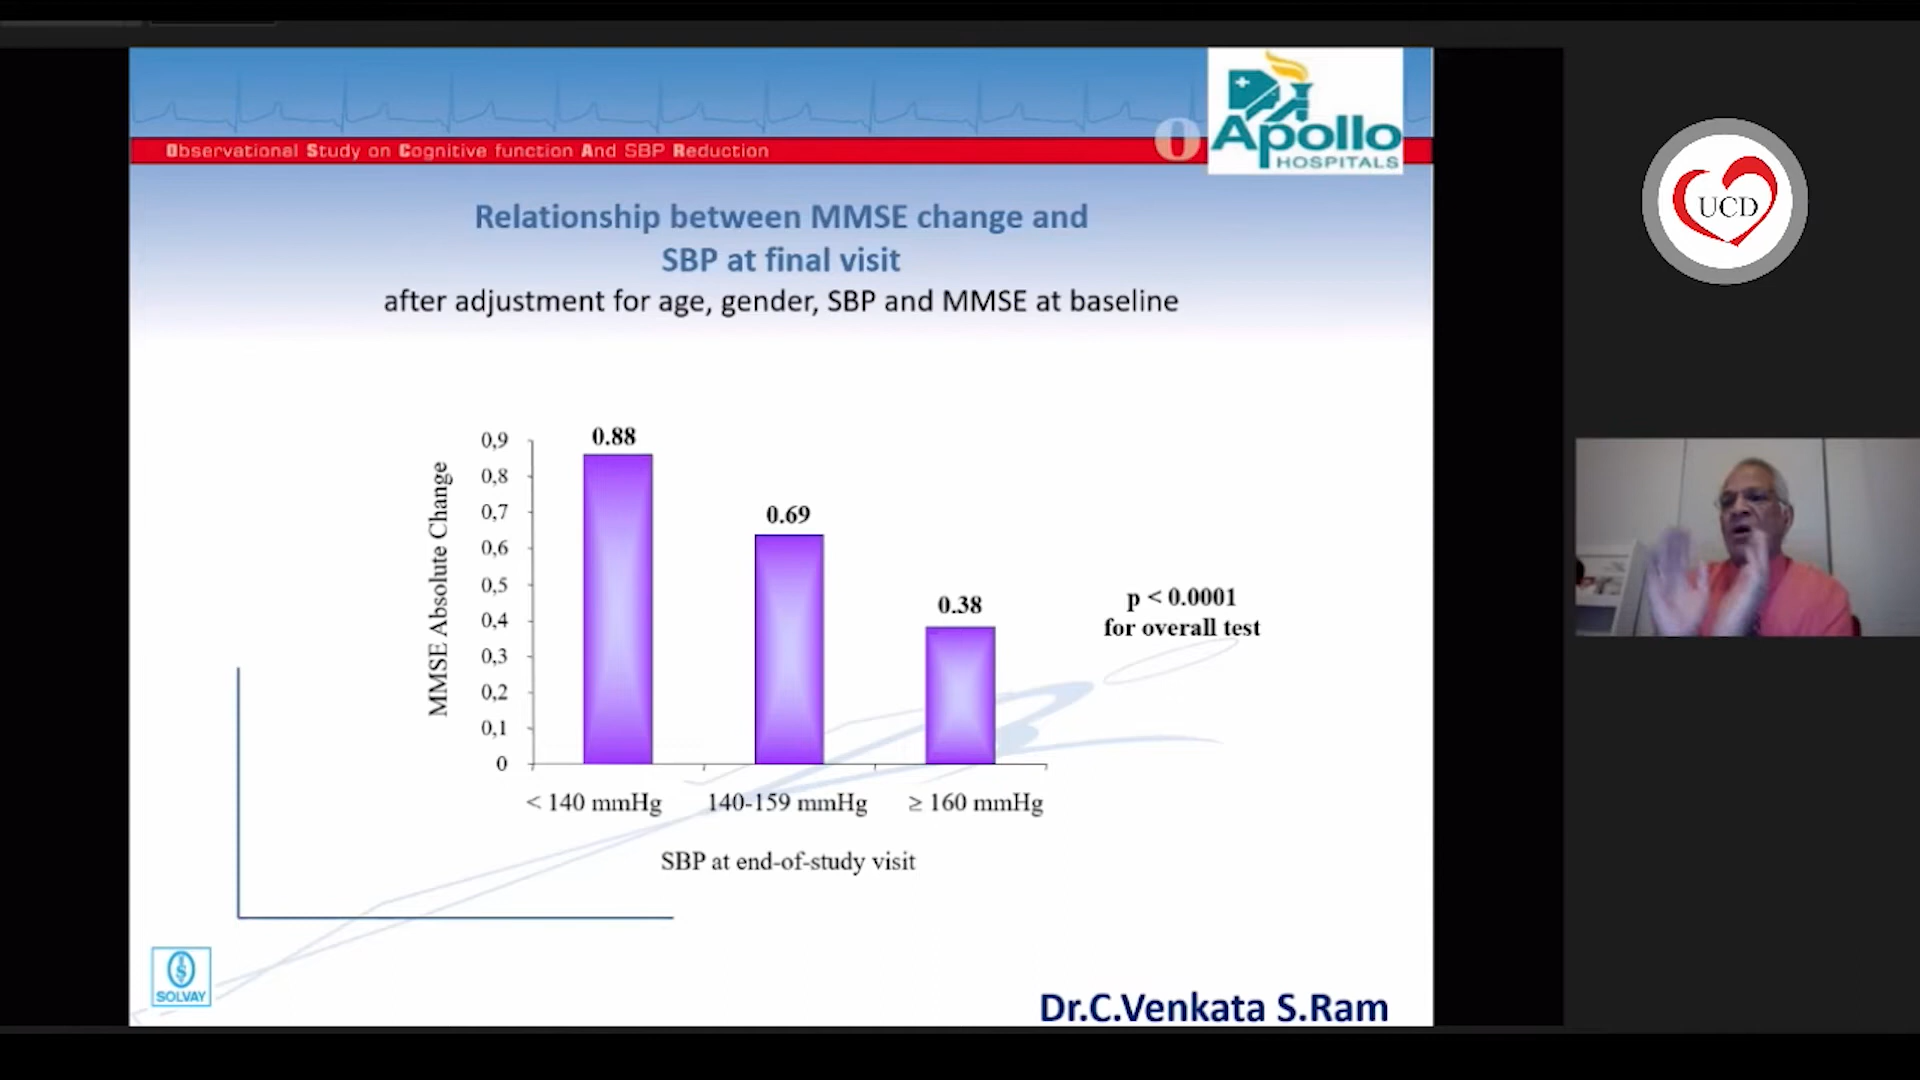 Observational Study on Cognitive function And SBP Reduction
O
Apollo
HOSPITALS
UCD
Relationship between MMSE change and
SBP at final visit
after adjustment for age, gender, SBP and MMSE at baseline
MMSE Absolute Change
0,9
0,8
0,7
0,6
0,5
0,4
0,3
0,2
0,1
0
0.88
0.69
0.38
p < 0.0001
for overall test
< 140 mmHg
140-159 mmHg
≥ 160 mmHg
SBP at end-of-study visit
SOLVAY
Dr.C.Venkata S.Ram